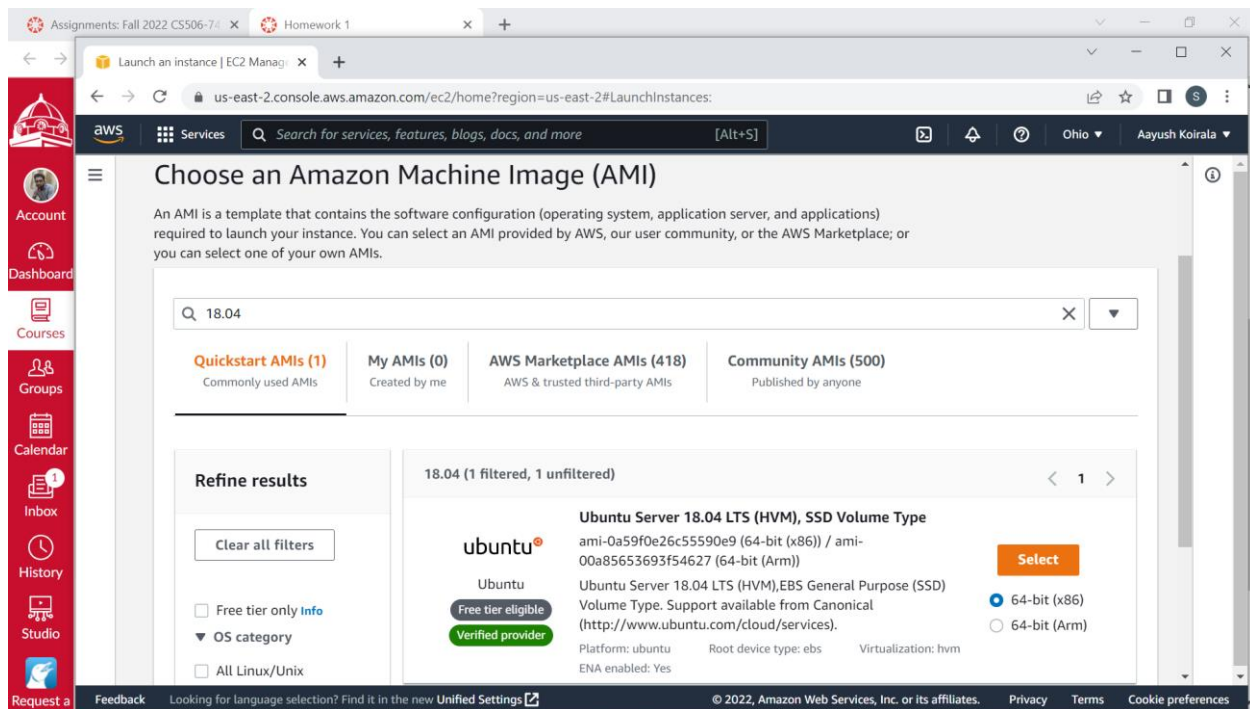 Assignments: Fall 2022 CS506-74
Homework 1
Launch an instance | EC2 Manag
us-east-2.console.aws.amazon.com/ec2/home?region=us-east-2#LaunchInstances:
S
aws
Services
Search for services, features, blogs, docs, and more
[Alt+S]
Ohio
Aayush Koirala
Account
Dashboard
Courses
Groups
Calendar
1
Inbox
History
Studio
Request a
Choose an Amazon Machine Image (AMI)
An AMI is a template that contains the software configuration (operating system, application server, and applications)
required to launch your instance. You can select an AMI provided by AWS, our user community, or the AWS Marketplace; or
you can select one of your own AMIs.
18.04
Quickstart AMIs (1)
Commonly used AMIs
My AMIs (0)
Created by me
AWS Marketplace AMIs (418)
AWS & trusted third-party AMIs
Community AMIs (500)
Published by anyone
Refine results
Clear all filters
Free tier only Info
OS category
All Linux/Unix
18.04 (1 filtered, 1 unfiltered)
1
ubuntu
Ubuntu
Free tier eligible
Verified provider
Ubuntu Server 18.04 LTS (HVM), SSD Volume Type
ami-0a59f0e26c55590e9 (64-bit (x86)) / ami-
00a85653693f54627 (64-bit (Arm))
Ubuntu Server 18.04 LTS (HVM),EBS General Purpose (SSD)
Volume Type. Support available from Canonical
(http://www.ubuntu.com/cloud/services).
Platform: ubuntu
Root device type: ebs
Virtualization: hvm
ENA enabled: Yes
Select
64-bit (x86)
64-bit (Arm)
Feedback
Looking for language selection? Find it in the new Unified Settings
© 2022, Amazon Web Services, Inc. or its affiliates.
Privacy
Terms
Cookie preferences